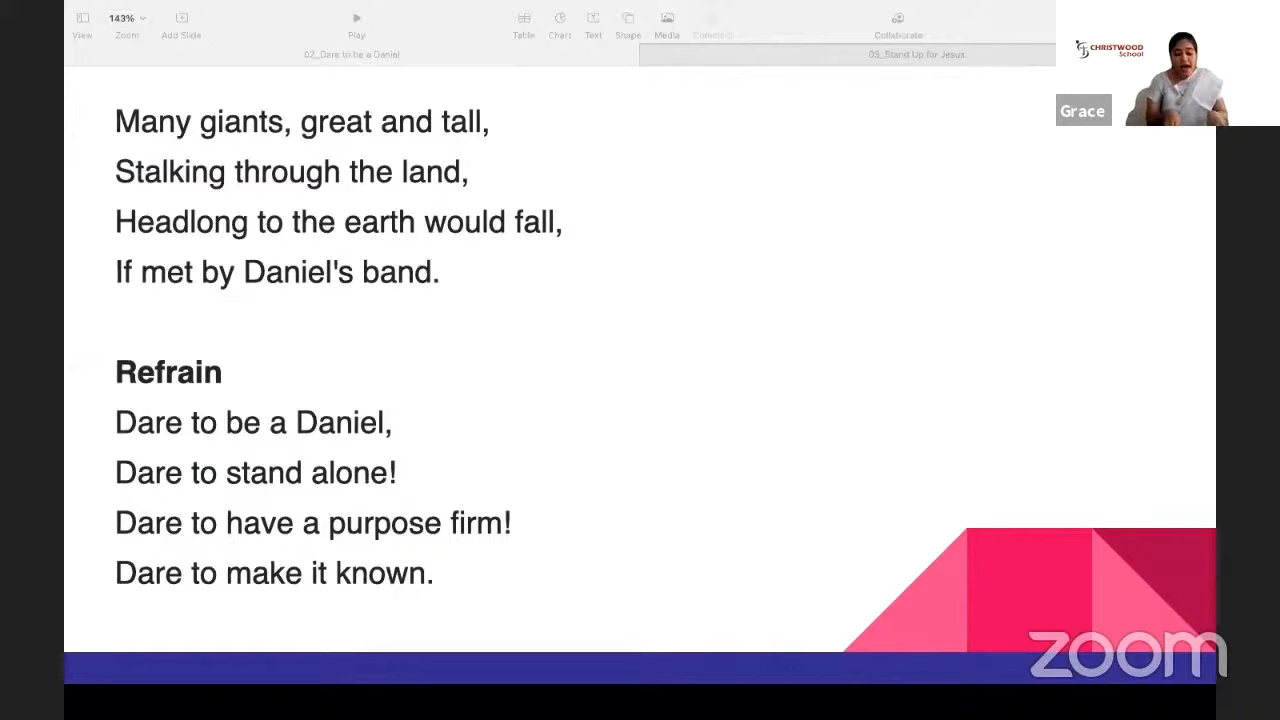 143%
View
Zoom
Add Slide
Play
Table
Chart
Text
Shape
Media
Comment
Collaborate
02_Dare to be a Daniel
03_Stand Up for Jesus
CHRISTWOOD
School
Grace
Many giants, great and tall,
Stalking through the land,
Headlong to the earth would fall,
If met by Daniel's band.
Refrain
Dare to be a Daniel,
Dare to stand alone!
Dare to have a purpose firm!
Dare to make it known.
zoom